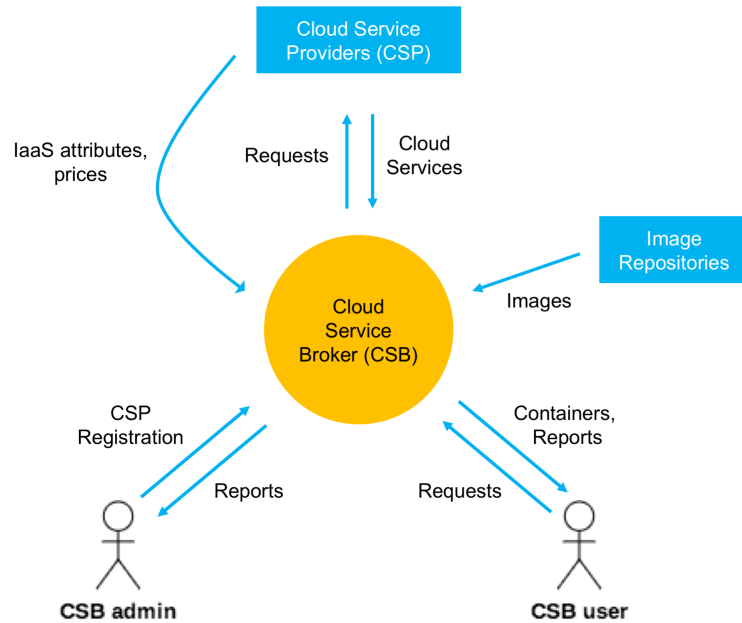 Cloud Service
Providers (CSP)
IaaS attributes,
prices
Requests
Cloud
Services
Image
Repositories
Images
Cloud
Service
Broker (CSB)
CSP
Registration
Reports
Containers,
Reports
Requests
CSB admin
CSB user